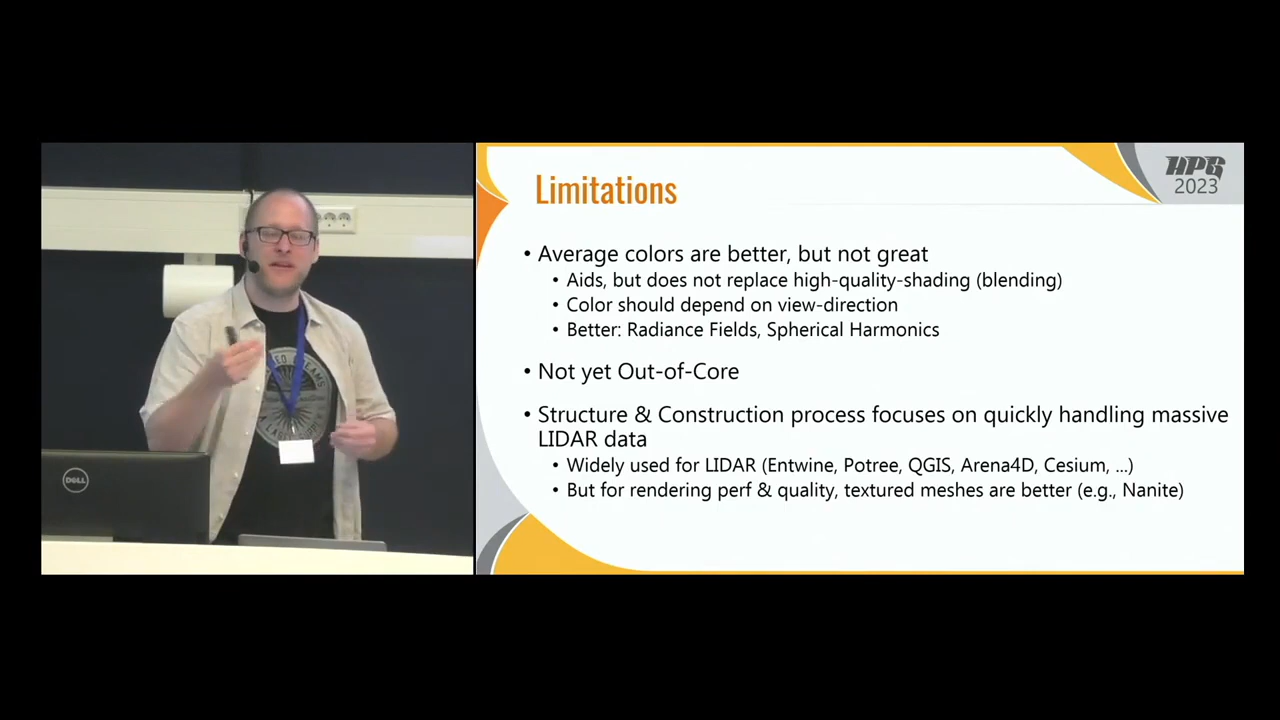 HPG
2023
Limitations
• Average colors are better, but not great
• Aids, but does not replace high-quality-shading (blending)
• Color should depend on view-direction
• Better: Radiance Fields, Spherical Harmonics
• Not yet Out-of-Core
• Structure & Construction process focuses on quickly handling massive
LIDAR data
• Widely used for LIDAR (Entwine, Potree, QGIS, Arena4D, Cesium, ...)
• But for rendering perf & quality, textured meshes are better (e.g., Nanite)
DELL